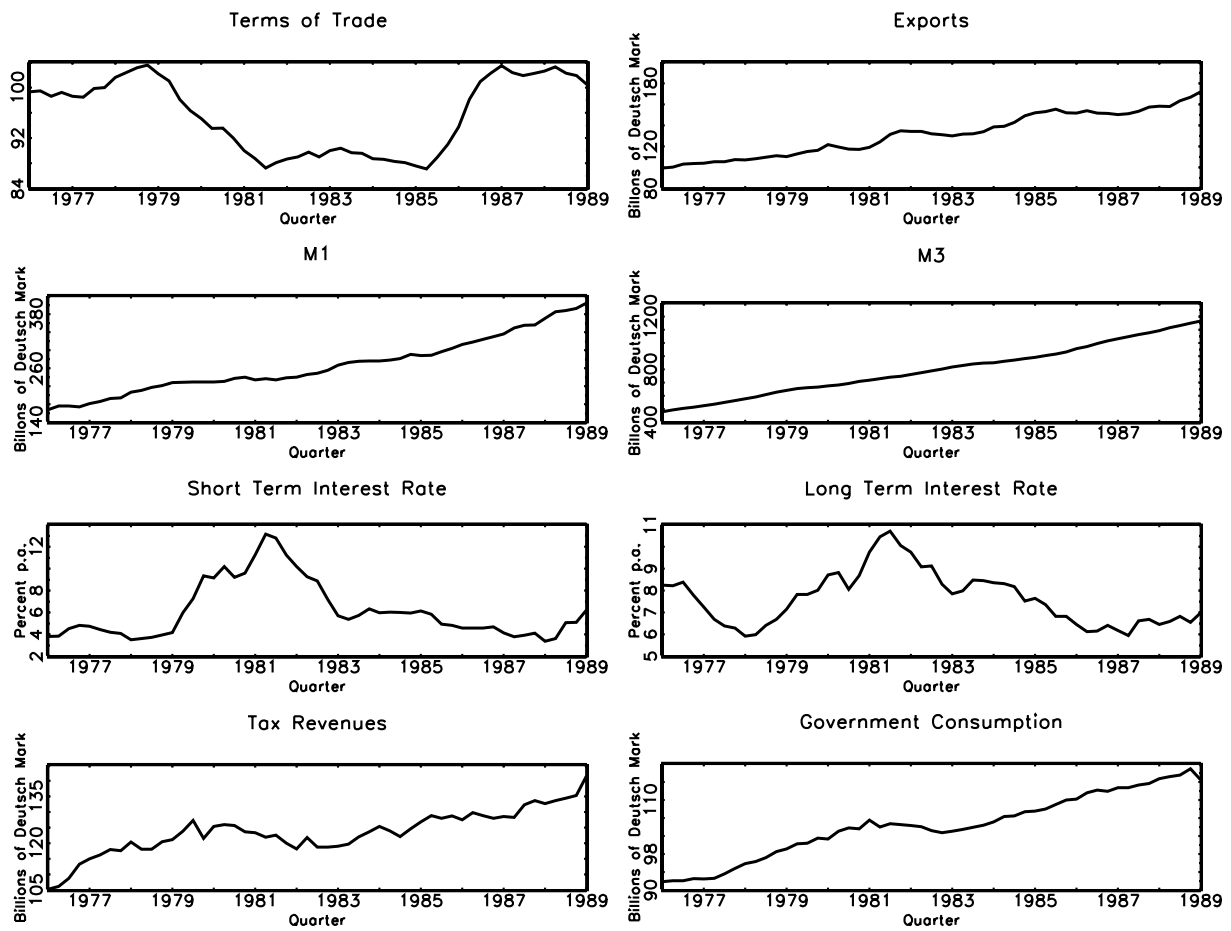 Terms of Trade
100
92
84
1977 1979 1981 1983 1985 1987 1989
Quarter
Exports
Billons of Deutsch Mark
180
120
80
1977 1979 1981 1983 1985 1987 1989
Quarter
M1
Billons of Deutsch Mark
380
260
140
1977 1979 1981 1983 1985 1987 1989
Quarter
M3
Billons of Deutsch Mark
1200
800
400
1977 1979 1981 1983 1985 1987 1989
Quarter
Short Term Interest Rate
Percent p.a.
12
8
6
4
2
1977 1979 1981 1983 1985 1987 1989
Quarter
Long Term Interest Rate
Percent p.a.
11
9
8
7
6
5
1977 1979 1981 1983 1985 1987 1989
Quarter
Tax Revenues
Billions of Deutsch Mark
135
120
105
1977 1979 1981 1983 1985 1987 1989
Quarter
Government Consumption
Billions of Deutsch Mark
110
98
90
1977 1979 1981 1983 1985 1987 1989
Quarter